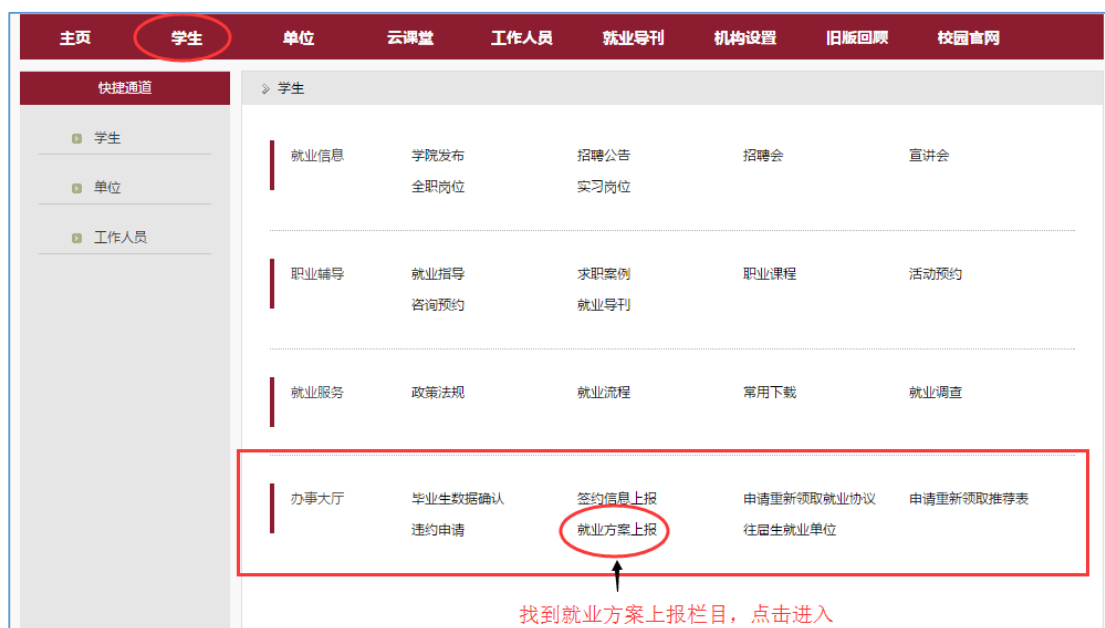 主页 学生 单位 云课堂 工作人员 就业导刊 机构设置 旧版回顾 校园官网
快捷通道
学生
单位
工作人员
学生
就业信息 学院发布 招聘公告 招聘会 宣讲会
全职岗位 实习岗位
职业辅导 就业指导 求职案例 职业课程 活动预约
咨询预约 就业导刊
就业服务 政策法规 就业流程 常用下载 就业调查
办事大厅 毕业生数据确认 签约信息上报 申请重新领取就业协议 申请重新领取推荐表
违约申请 就业方案上报 往届生就业单位
找到就业方案上报栏目，点击进入